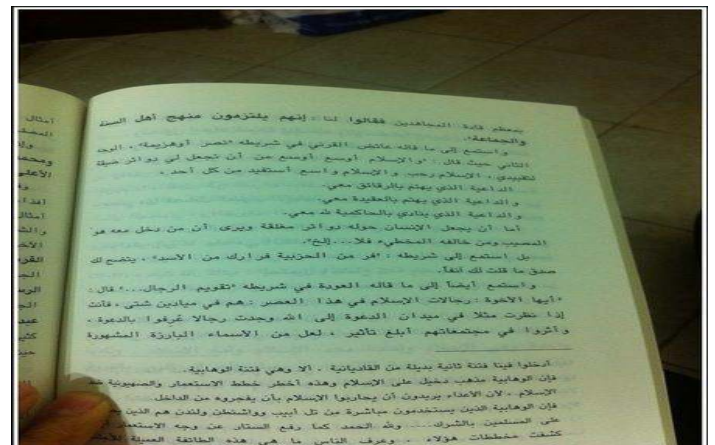 بمعظم قادة المجاهدين فقالوا لنا : إنهم يلتزمون منهج أهل السنة
والجماعة".
واستمع إلى ما قاله عائض القرني في شريطه "نصر أو هزيمة" ، الوجه
الثاني حيث قال : "والإسلام أوسع أوسع من أن تجعل لي دوائر ضيقة
لتقييدي ، الإسلام رحب والإسلام واسع أستفيد من كل أحد .
الداعية الذي يهتم بالرقائق معي.
والداعية الذي يهتم بالعقيدة معي.
والداعية الذي ينادي بالحاكمية لله معي.
أما أن يجعل الإنسان حوله دوائر مغلقة ويرى أن من دخل معه هو
المصيب ومن خالفه المخطيء فلا...إلخ".
بل استمع إلى شريطه : "فر من الحزبية فرارك من الأسد" ، يتضح لك
صدق ما قلت لك آنفاً.
واستمع أيضاً إلى ما قاله العودة في شريطه "تقويم الرجال..." قال :
"أيها الأخوة : رجالات الإسلام في هذا العصر : هم في ميادين شتى ، فأنت
إذا نظرت مثلا في ميدان الدعوة إلى الله وجدت رجالا عرفوا بالدعوة ،
وأثروا في مجتمعاتهم أبلغ تأثير ، لعل من الأسماء البارزة المشهورة
أدخلوا فينا فتنة ثانية بديلة من القاديانية . ألا وهي فتنة الوهابية .
فإن الوهابية مذهب دخيل على الإسلام وهذه أخطر خطط الاستعمار والصهيونية ضد
الإسلام . لأن الأعداء يريدون أن يحاربوا الإسلام بأن يفجروه من الداخل
فإن الوهابية الذين يستخدمون مباشرة من تل أبيب وواشنطن ولندن هم الذين
على المسلمين بالشرك.... ولله الحمد كما رفع الستار عن وجه الاستعمار
كشفت مخططات هؤلاء .. وعرف الناس ما هي هذه الطائفة العميلة